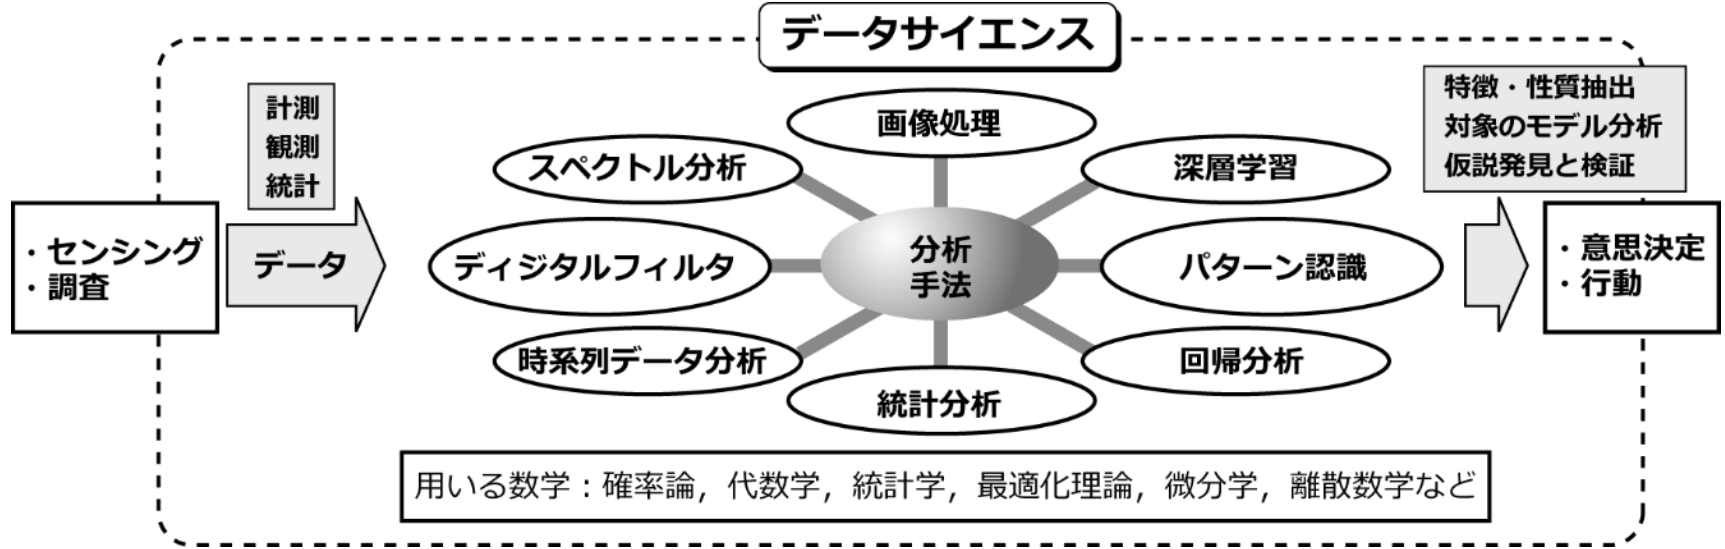 データサイエンス
計測
観測
統計
・センシング
・調査
データ
画像処理
スペクトル分析
深層学習
ディジタルフィルタ
分析
手法
パターン認識
時系列データ分析
回帰分析
統計分析
特徴・性質抽出
対象のモデル分析
仮説発見と検証
・意思決定
・行動
用いる数学：確率論，代数学，統計学，最適化理論，微分学，離散数学など